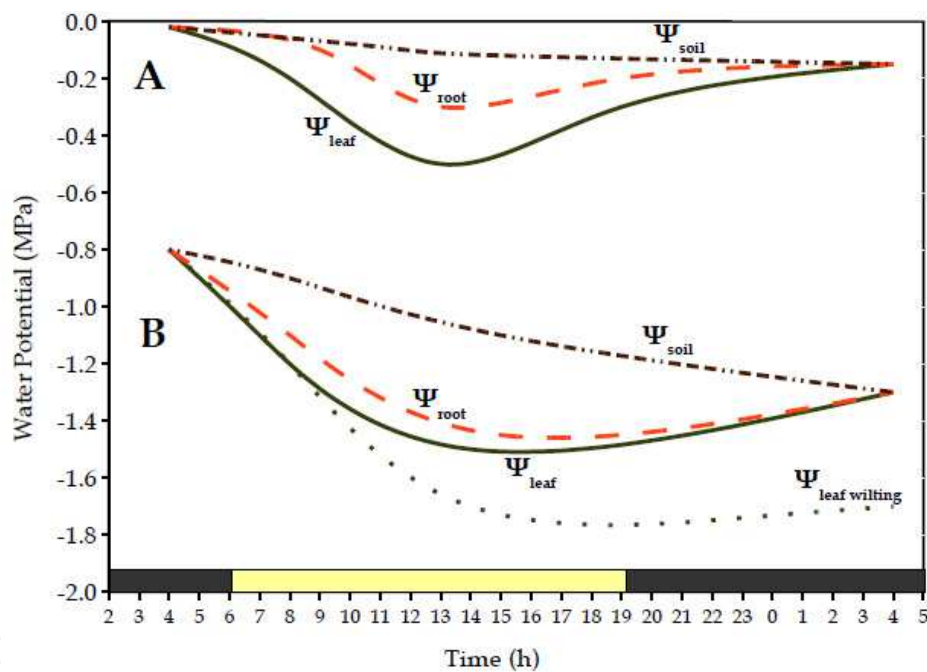 0.0
-0.2
-0.4
-0.6
-0.8
-1.0
-1.2
-1.4
-1.6
-1.8
-2.0
Water Potential (MPa)
A
Ψsoil
Ψroot
Ψleaf
B
Ψsoil
Ψroot
Ψleaf
Ψleaf wilting
2 3 4 5 6 7 8 9 10 11 12 13 14 15 16 17 18 19 20 21 22 23 0 1 2 3 4 5
Time (h)